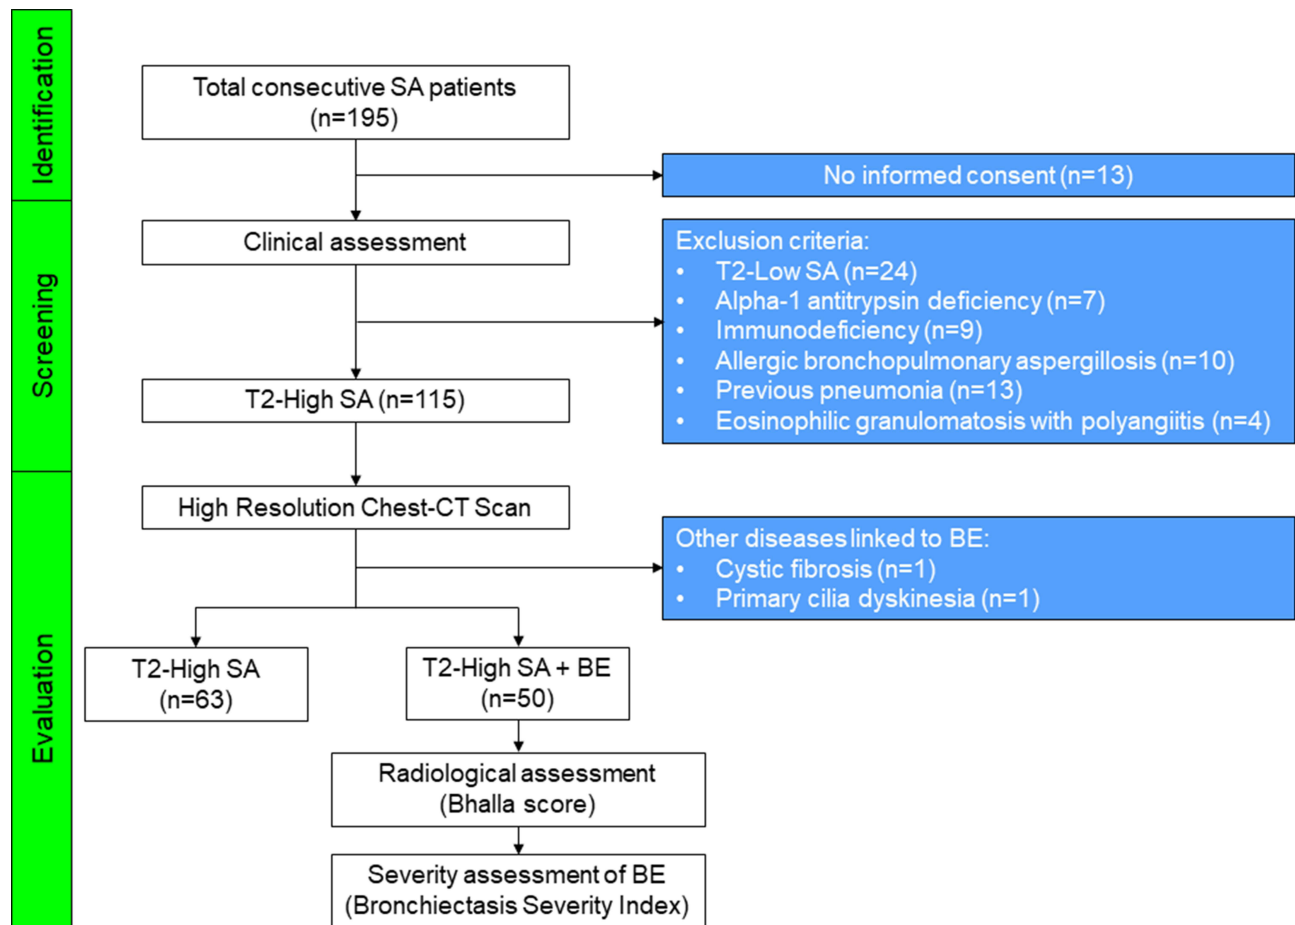 Identification
Total consecutive SA patients
(n=195)
No informed consent (n=13)
Screening
Clinical assessment
Exclusion criteria:
• T2-Low SA (n=24)
• Alpha-1 antitrypsin deficiency (n=7)
• Immunodeficiency (n=9)
• Allergic bronchopulmonary aspergillosis (n=10)
• Previous pneumonia (n=13)
• Eosinophilic granulomatosis with polyangiitis (n=4)
T2-High SA (n=115)
Evaluation
High Resolution Chest-CT Scan
Other diseases linked to BE:
• Cystic fibrosis (n=1)
• Primary cilia dyskinesia (n=1)
T2-High SA
(n=63)
T2-High SA + BE
(n=50)
Radiological assessment
(Bhalla score)
Severity assessment of BE
(Bronchiectasis Severity Index)